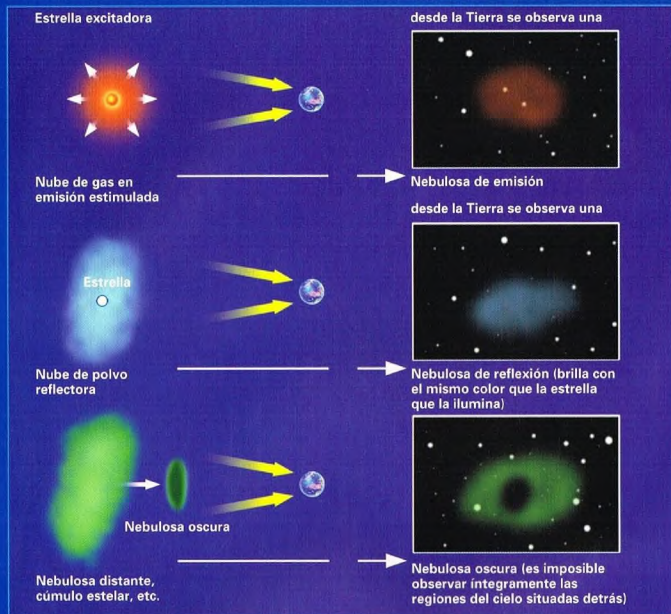 Estrella excitadora
desde la Tierra se observa una
Nube de gas en
emisión estimulada
Nebulosa de emisión
desde la Tierra se observa una
Estrella
Nube de polvo
reflectora
Nebulosa de reflexión (brilla con
el mismo color que la estrella
que la ilumina)
Nebulosa oscura
Nebulosa distante,
cúmulo estelar, etc.
Nebulosa oscura (es imposible
observar íntegramente las
regiones del cielo situadas detrás)